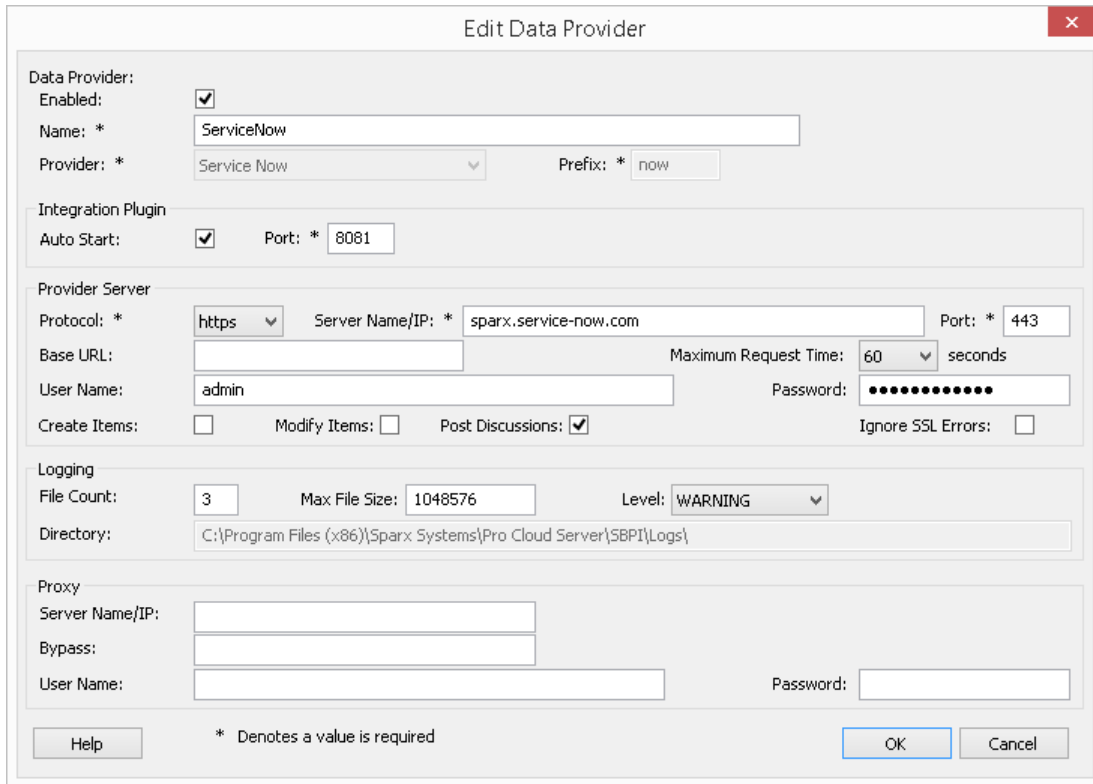 Edit Data Provider
Data Provider:
Enabled:
Name: * ServiceNow
Provider: * Service Now Prefix: * now
Integration Plugin
Auto Start: Port: * 8081
Provider Server
Protocol: * https Server Name/IP: * sparx.service-now.com Port: * 443
Base URL: Maximum Request Time: 60 seconds
User Name: admin Password: ●●●●●●●●●●●●
Create Items: Modify Items: Post Discussions: Ignore SSL Errors:
Logging
File Count: 3 Max File Size: 1048576 Level: WARNING
Directory: C:\Program Files (x86)\Sparx Systems\Pro Cloud Server\SBPI\Logs\
Proxy
Server Name/IP:
Bypass:
User Name: Password:
Help * Denotes a value is required OK Cancel